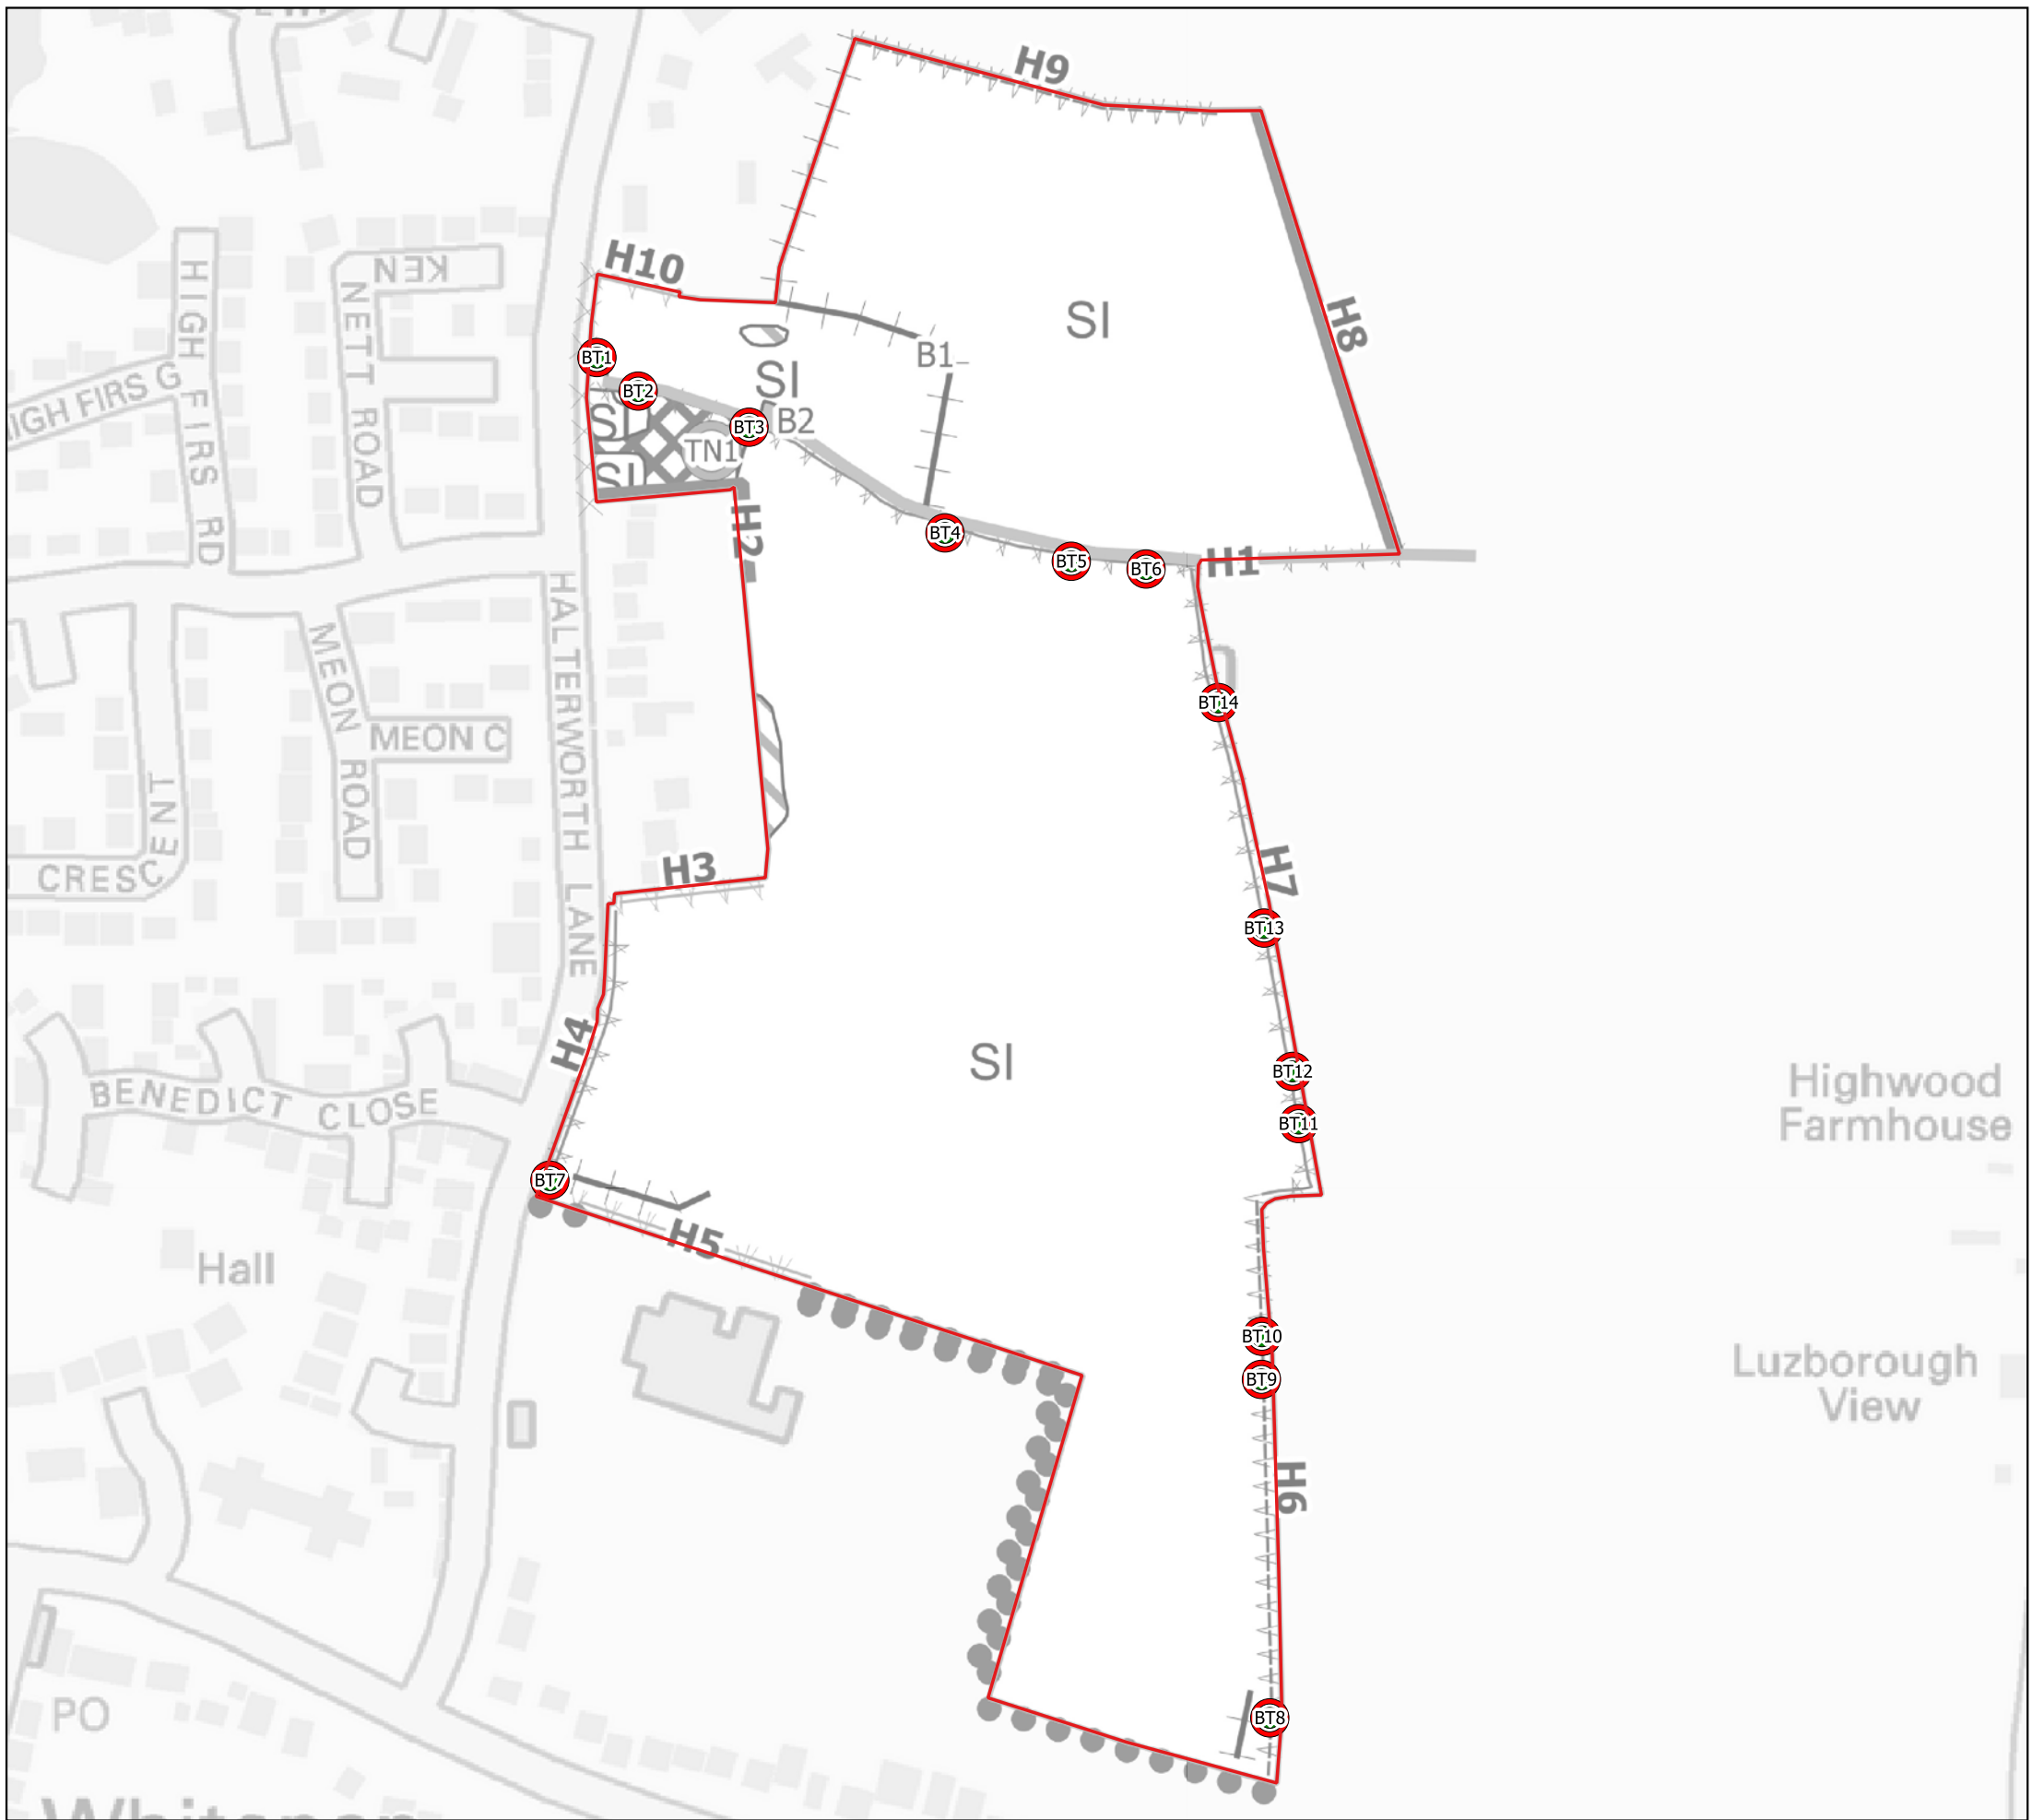 H9
H10
KEN
HIGH FIRS RD
NETT ROAD
SI
H8
BT1
B1
SI
BT2
IGH FIRS G
SI
BT3
B2
TN1
SI
H2
BT4
BT5
BT6
H1
HALTERWORTH LANE
MEON ROAD
BT14
MEON C
TNET
CRESC
H3
H7
BT13
H4
SI
BT12
BENEDICT CLOSE
BT11
Highwood
Farmhouse
BT7
H5
Hall
BT10
Luzborough
View
BT9
H6
PO
BT8